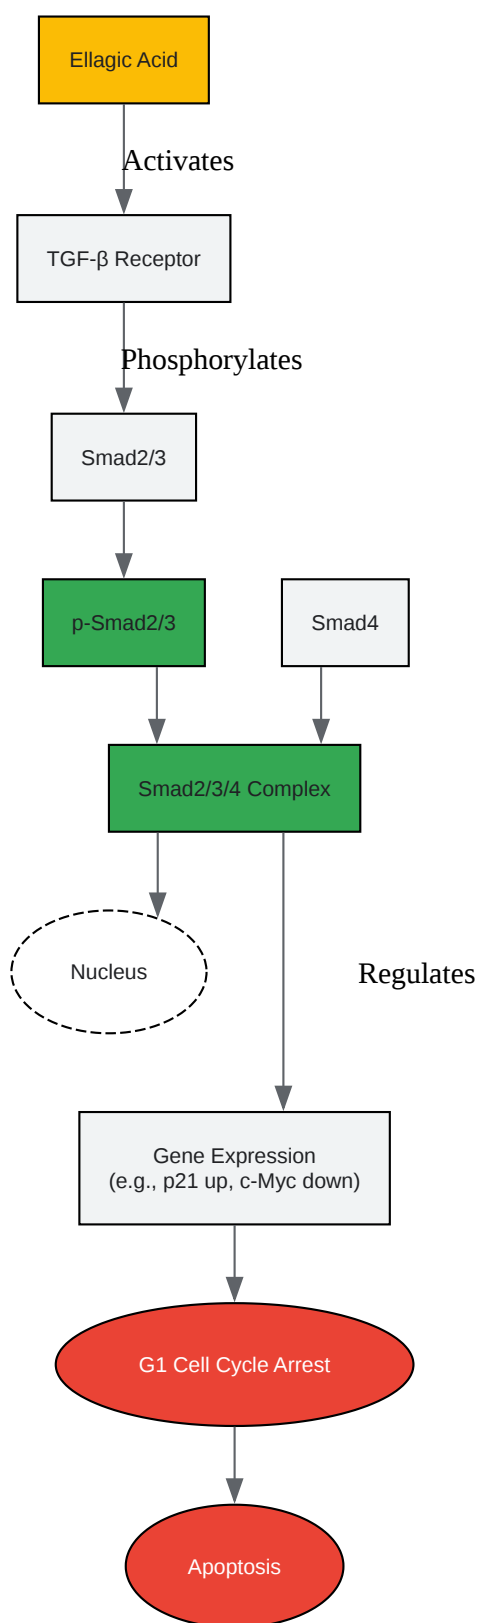 Ellagic Acid
Activates
TGF-β Receptor
Phosphorylates
Smad2/3
p-Smad2/3
Smad4
Smad2/3/4 Complex
Nucleus
Regulates
Gene Expression
(e.g., p21 up, c-Myc down)
G1 Cell Cycle Arrest
Apoptosis